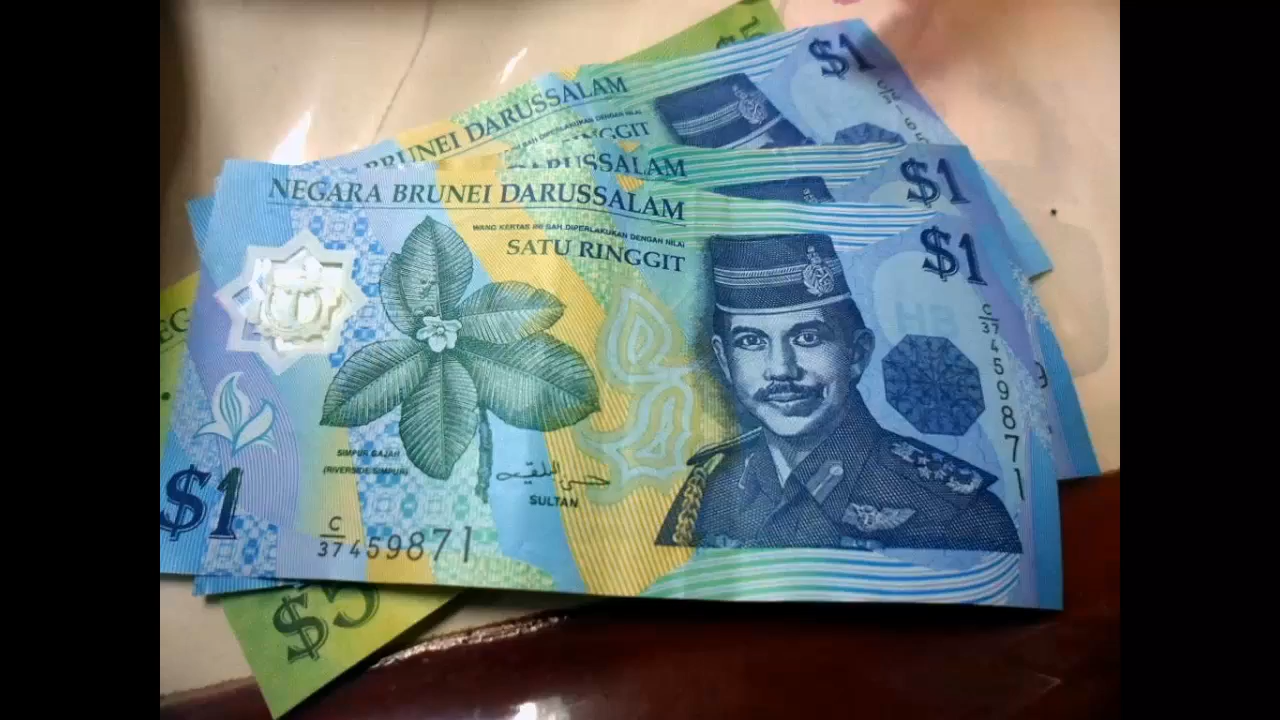 $5
BRUNEI DARUSSALAM
$1
DARUSSALAM
$1
NEGARA BRUNEI DARUSSALAM
WANG KERTAS INI SAH DIPERLAKUKAN DENGAN NILAI
SATU RINGGIT
$1
C/37 459871
SIMPUR GAJAH
(RIVERSIDE SIMPUR)
SULTAN
$1
C/37 459871
$5